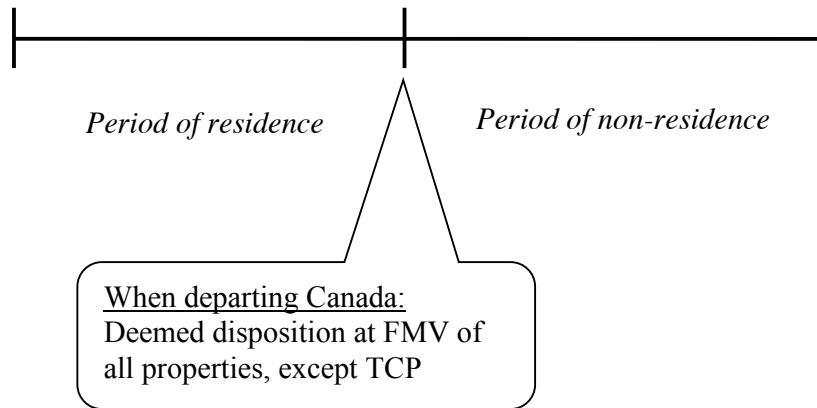 Period of residence
Period of non-residence
When departing Canada:
Deemed disposition at FMV of
all properties, except TCP